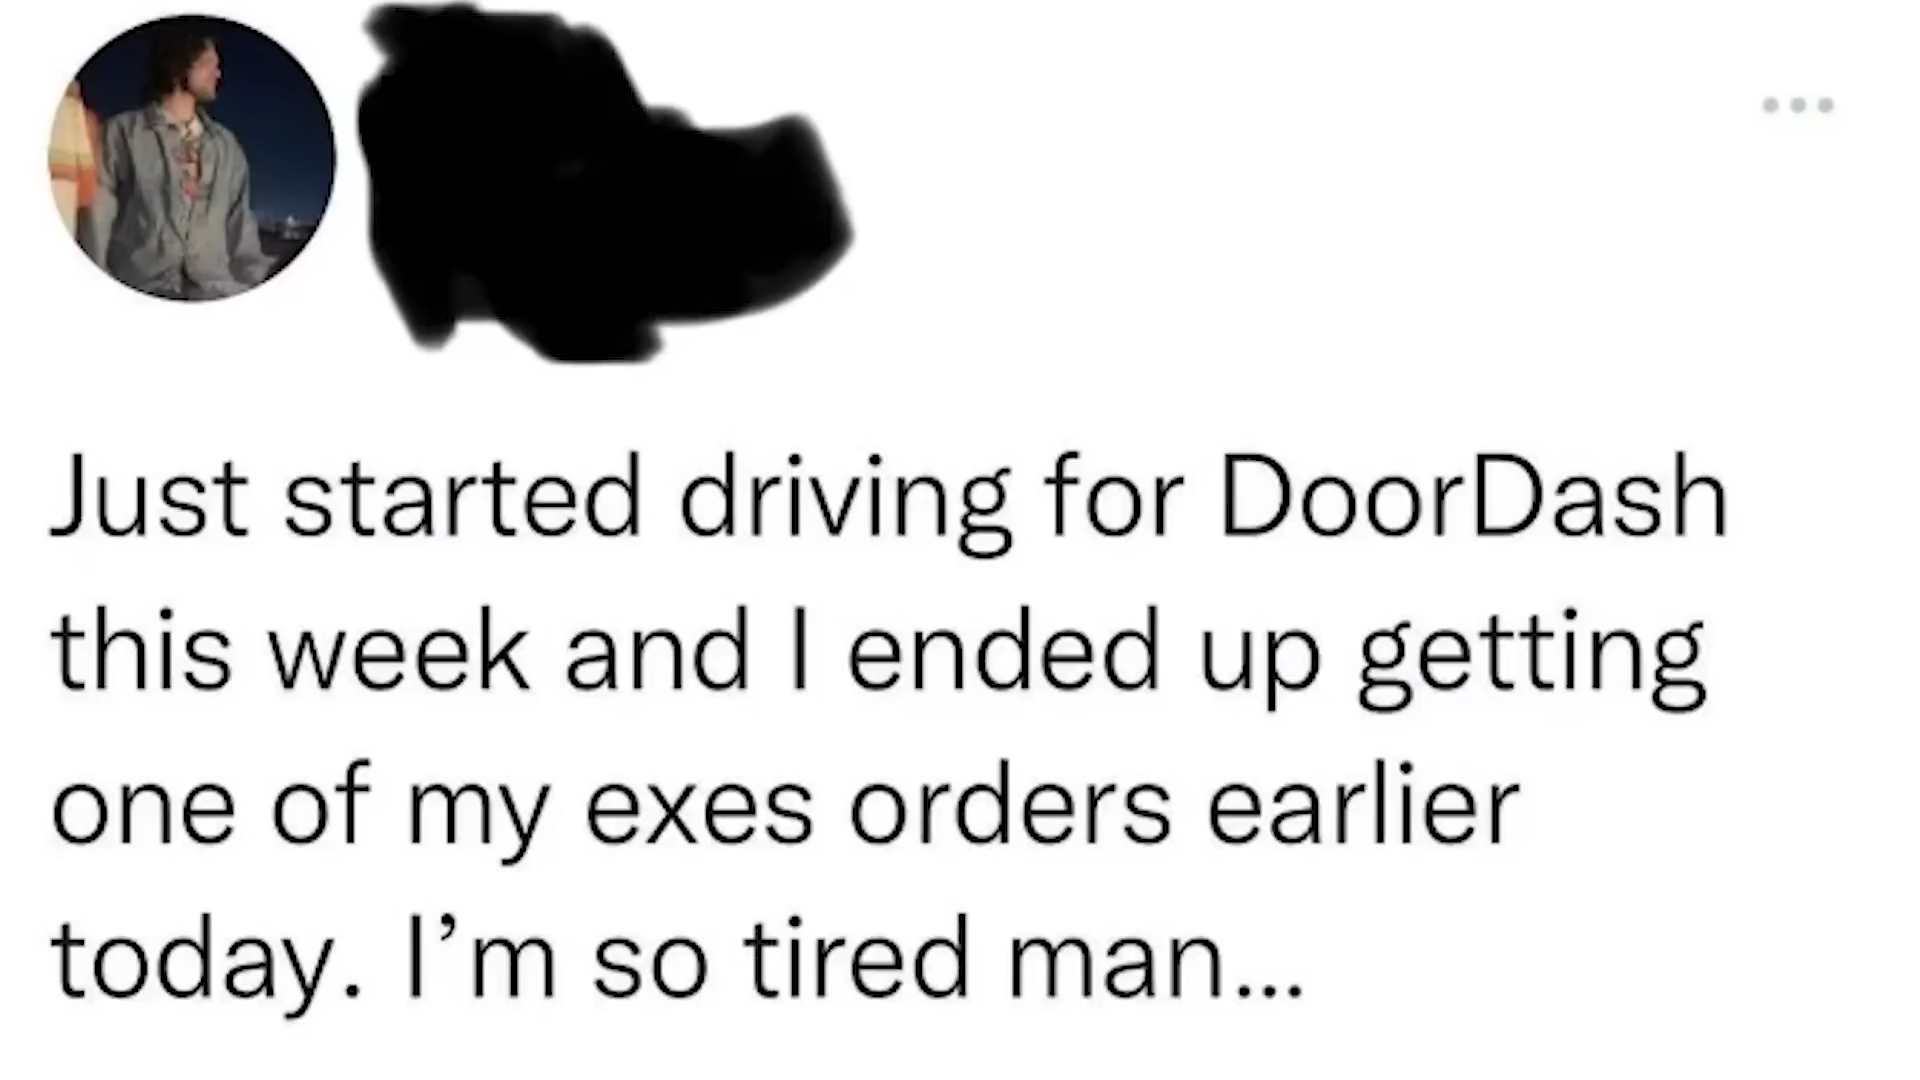 Just started driving for DoorDash
this week and I ended up getting
one of my exes orders earlier
today. I’m so tired man...